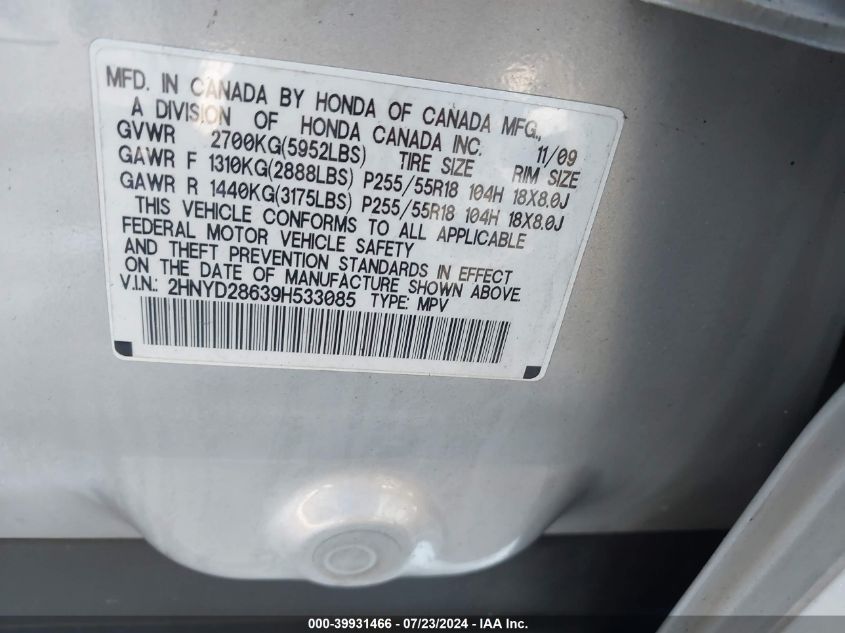 MFD. IN CANADA BY HONDA OF CANADA MFG.,
A DIVISION OF HONDA CANADA INC. 11/09
GVWR 2700KG(5952LBS) TIRE SIZE RIM SIZE
GAWR F 1310KG(2888LBS) P255/55R18 104H 18X8.0J
GAWR R 1440KG(3175LBS) P255/55R18 104H 18X8.0J
THIS VEHICLE CONFORMS TO ALL APPLICABLE
FEDERAL MOTOR VEHICLE SAFETY
AND THEFT PREVENTION STANDARDS IN EFFECT
ON THE DATE OF MANUFACTURE SHOWN ABOVE.
V.I.N.: 2HNYD28639H533085 TYPE: MPV
000-39931466 - 07/23/2024 - IAA Inc.